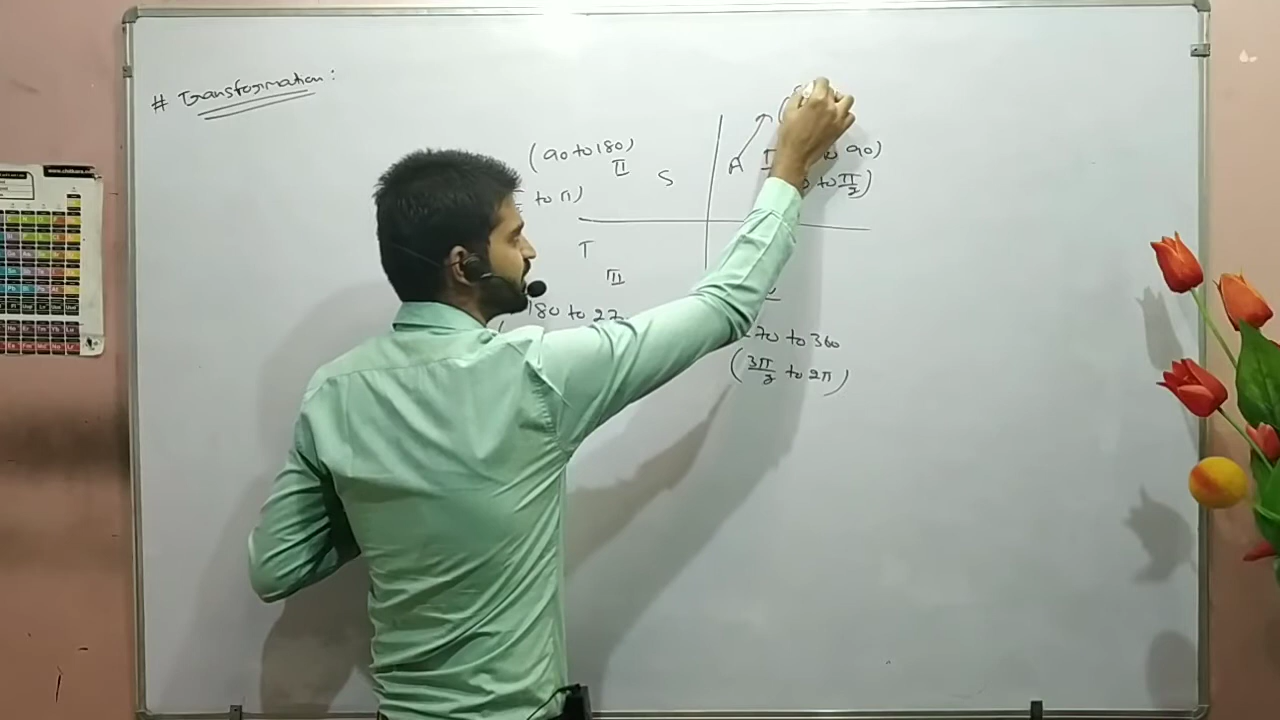 # Transformation:
(90 to 180)
II
S
to π)
A
I
to 90)
to π/2)
T
III
180 to 27
70 to 360
(3π/2 to 2π)